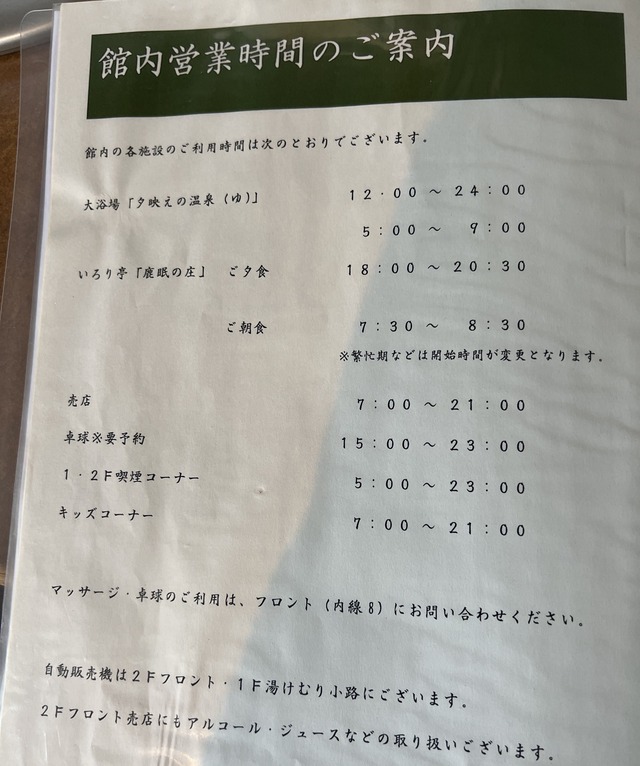 館内営業時間のご案内
館内の各施設のご利用時間は次のとおりでございます。
大浴場「夕映えの温泉（ゆ）」 12:00 ～ 24:00
5:00 ～ 9:00
いろり亭「鹿眠の庄」 ご夕食 18:00 ～ 20:30
ご朝食 7:30 ～ 8:30
※繁忙期などは開始時間が変更となります。
売店 7:00 ～ 21:00
卓球※要予約 15:00 ～ 23:00
1・2F喫煙コーナー 5:00 ～ 23:00
キッズコーナー 7:00 ～ 21:00
マッサージ・卓球のご利用は、フロント（内線8）にお問い合わせください。
自動販売機は2Fフロント・1F湯けむり小路にございます。
2Fフロント売店にもアルコール・ジュースなどの取り扱いございます。